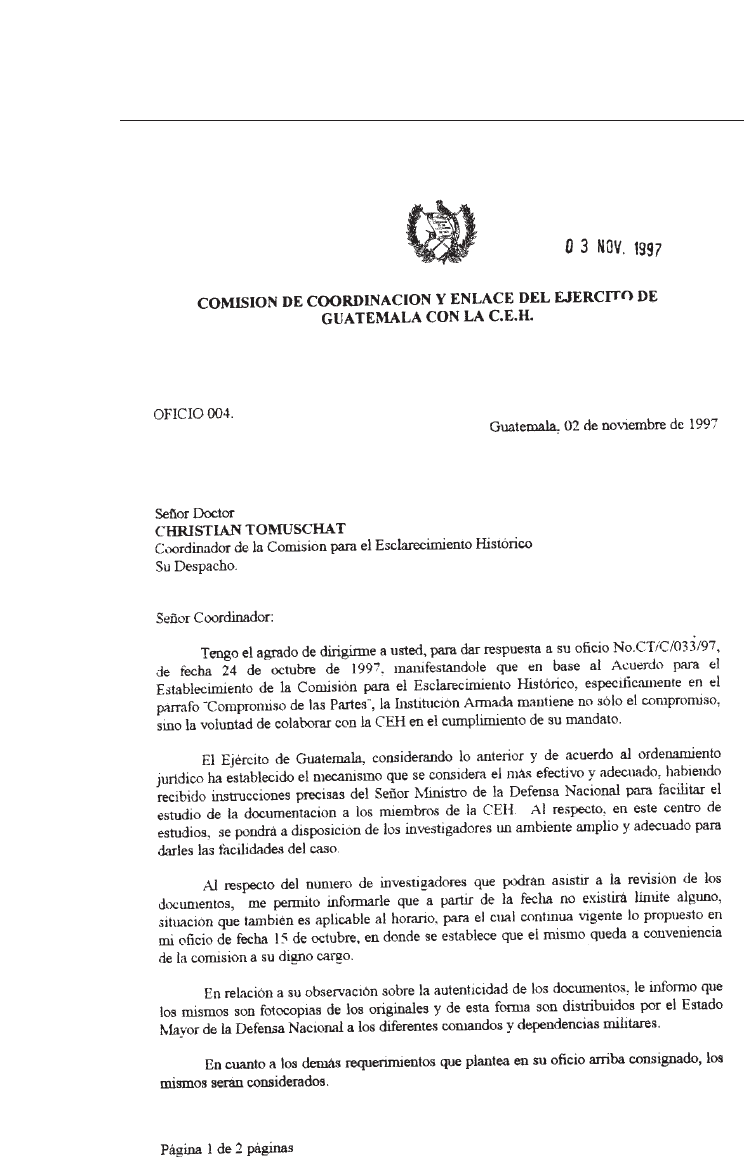 0 3 NOV. 1997
COMISION DE COORDINACION Y ENLACE DEL EJERCITO DE
GUATEMALA CON LA C.E.H.
OFICIO 004.
Guatemala, 02 de noviembre de 1997
Señor Doctor
CHRISTIAN TOMUSCHAT
Coordinador de la Comision para el Esclarecimiento Histórico
Su Despacho.
Señor Coordinador:
Tengo el agrado de dirigirme a usted, para dar respuesta a su oficio No.CT/C/033/97,
de fecha 24 de octubre de 1997, manifestandole que en base al Acuerdo para el
Establecimiento de la Comisión para el Esclarecimiento Histórico, especificamente en el
parrafo "Compromiso de las Partes", la Institución Armada mantiene no sólo el compromiso,
sino la voluntad de colaborar con la CEH en el cumplimiento de su mandato.
El Ejército de Guatemala, considerando lo anterior y de acuerdo al ordenamiento
jurídico ha establecido el mecanismo que se considera el más efectivo y adecuado, habiendo
recibido instrucciones precisas del Señor Ministro de la Defensa Nacional para facilitar el
estudio de la documentacion a los miembros de la CEH. Al respecto, en este centro de
estudios, se pondrá a disposición de los investigadores un ambiente amplio y adecuado para
darles las facilidades del caso.
Al respecto del numero de investigadores que podrán asistir a la revisión de los
documentos, me permito informarle que a partir de la fecha no existirá límite alguno,
situación que también es aplicable al horario, para el cual continua vigente lo propuesto en
mi oficio de fecha 15 de octubre, en donde se establece que el mismo queda a conveniencia
de la comisión a su digno cargo.
En relación a su observación sobre la autenticidad de los documentos, le informo que
los mismos son fotocopias de los originales y de esta forma son distribuidos por el Estado
Mayor de la Defensa Nacional a los diferentes comandos y dependencias militares.
En cuanto a los demás requerimientos que plantea en su oficio arriba consignado, los
mismos serán considerados.
Página 1 de 2 páginas